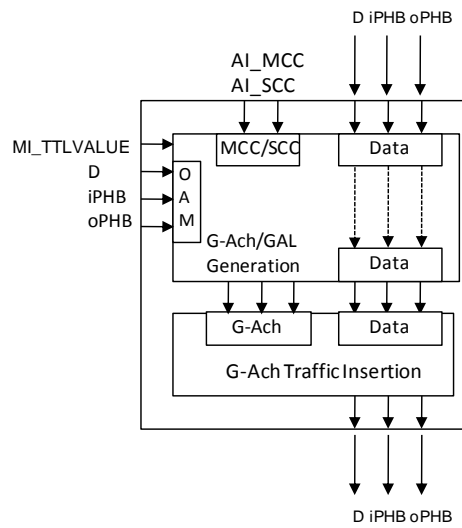 D iPHB oPHB
AI_MCC
AI_SCC
MI_TTLVALUE
D
iPHB
oPHB
O
A
M
MCC/SCC
Data
G-Ach/GAL
Generation
Data
G-Ach
Data
G-Ach Traffic Insertion
D iPHB oPHB